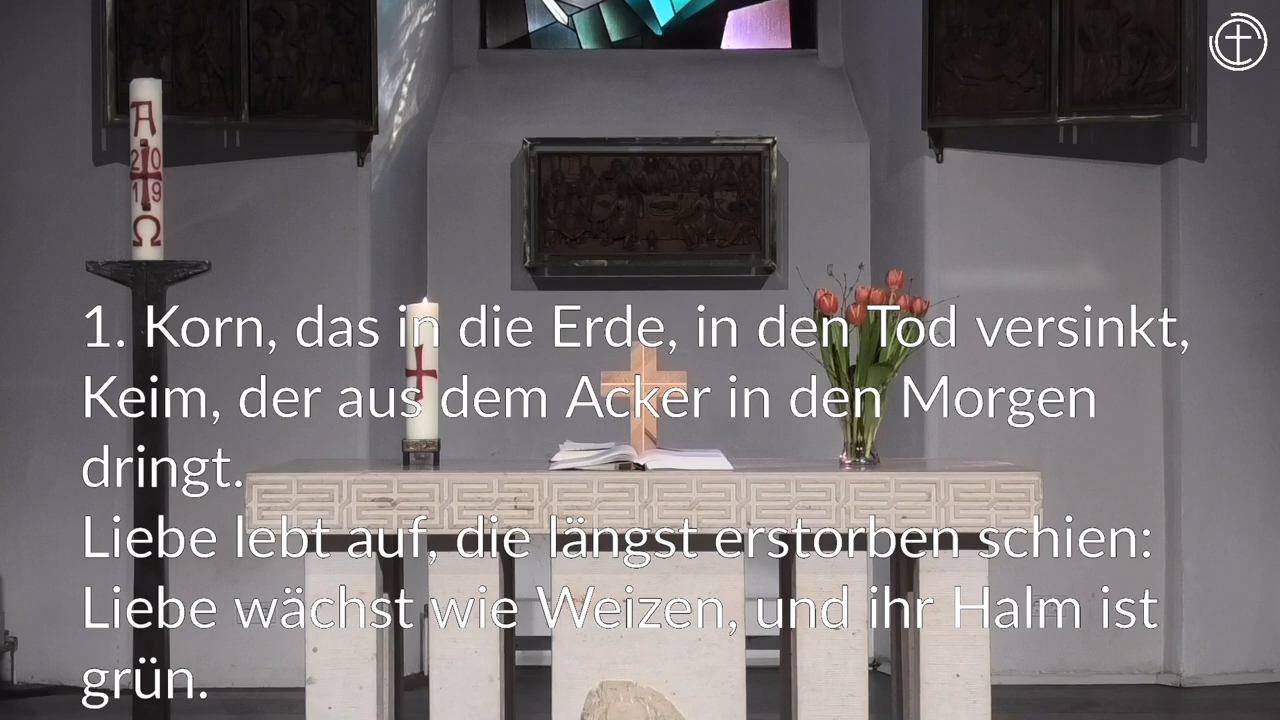 A
20
19
Ω
1. Korn, das in die Erde, in den Tod versinkt,
Keim, der aus dem Acker in den Morgen
dringt.
Liebe lebt auf, die längst erstorben schien:
Liebe wächst wie Weizen, und ihr Halm ist
grün.